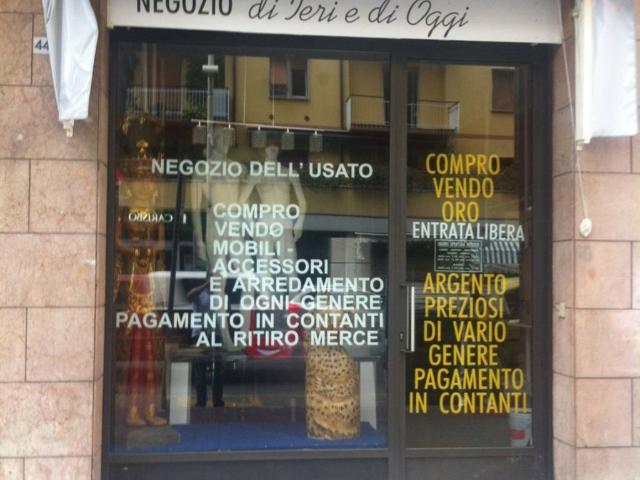 NEGOZIO di Ieri e di Oggi
44
NEGOZIO DELL'USATO
COMPRO
VENDO
MOBILI -
ACCESSORI
E ARREDAMENTO
DI OGNI GENERE
PAGAMENTO IN CONTANTI
AL RITIRO MERCE
COMPRO
VENDO
ORO
ENTRATA LIBERA
ARGENTO
PREZIOSI
DI VARIO
GENERE
PAGAMENTO
IN CONTANTI